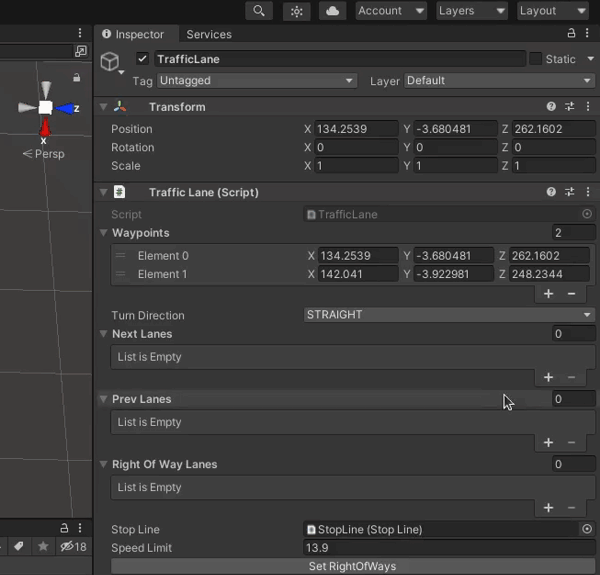 Account Layers Layout
Inspector Services
TrafficLane Static
Tag Untagged Layer Default
Transform
Position X 134.2539 Y -3.680481 Z 262.1602
Rotation X 0 Y 0 Z 0
Scale X 1 Y 1 Z 1
z
x
Persp
Traffic Lane (Script)
Script TrafficLane
Waypoints 2
Element 0 X 134.2539 Y -3.680481 Z 262.1602
Element 1 X 142.041 Y -3.922981 Z 248.2344
Turn Direction STRAIGHT
Next Lanes 0
List is Empty
Prev Lanes 0
List is Empty
Right Of Way Lanes 0
List is Empty
Stop Line StopLine (Stop Line)
Speed Limit 13.9
18
Set RightOfWays